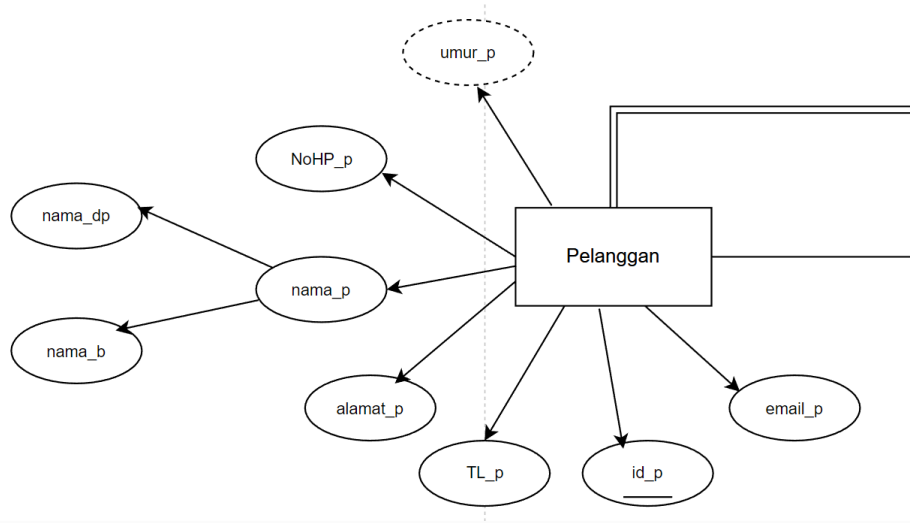 umur_p
NoHP_p
nama_dp
Pelanggan
nama_p
nama_b
alamat_p
email_p
TL_p
id_p